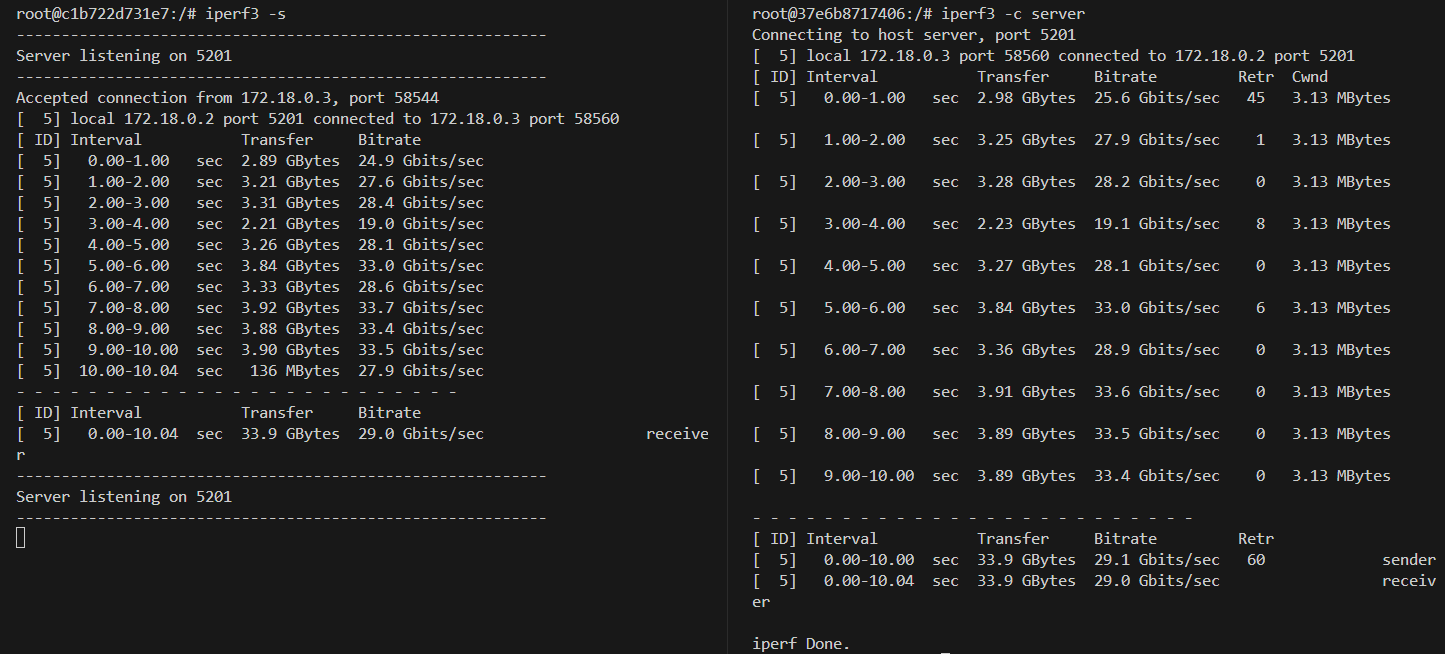 root@c1b722d731e7:/# iperf3 -s
-----------------------------------------------------------
Server listening on 5201
-----------------------------------------------------------
Accepted connection from 172.18.0.3, port 58544
[  5] local 172.18.0.2 port 5201 connected to 172.18.0.3 port 58560
[ ID] Interval           Transfer     Bitrate
[  5]   0.00-1.00   sec  2.89 GBytes  24.9 Gbits/sec
[  5]   1.00-2.00   sec  3.21 GBytes  27.6 Gbits/sec
[  5]   2.00-3.00   sec  3.31 GBytes  28.4 Gbits/sec
[  5]   3.00-4.00   sec  2.21 GBytes  19.0 Gbits/sec
[  5]   4.00-5.00   sec  3.26 GBytes  28.1 Gbits/sec
[  5]   5.00-6.00   sec  3.84 GBytes  33.0 Gbits/sec
[  5]   6.00-7.00   sec  3.33 GBytes  28.6 Gbits/sec
[  5]   7.00-8.00   sec  3.92 GBytes  33.7 Gbits/sec
[  5]   8.00-9.00   sec  3.88 GBytes  33.4 Gbits/sec
[  5]   9.00-10.00  sec  3.90 GBytes  33.5 Gbits/sec
[  5]  10.00-10.04  sec   136 MBytes  27.9 Gbits/sec
- - - - - - - - - - - - - - - - - - - - - - - - -
[ ID] Interval           Transfer     Bitrate
[  5]   0.00-10.04  sec  33.9 GBytes  29.0 Gbits/sec                  receive
r
-----------------------------------------------------------
Server listening on 5201
-----------------------------------------------------------
root@37e6b8717406:/# iperf3 -c server
Connecting to host server, port 5201
[  5] local 172.18.0.3 port 58560 connected to 172.18.0.2 port 5201
[ ID] Interval           Transfer     Bitrate         Retr  Cwnd
[  5]   0.00-1.00   sec  2.98 GBytes  25.6 Gbits/sec   45   3.13 MBytes
[  5]   1.00-2.00   sec  3.25 GBytes  27.9 Gbits/sec    1   3.13 MBytes
[  5]   2.00-3.00   sec  3.28 GBytes  28.2 Gbits/sec    0   3.13 MBytes
[  5]   3.00-4.00   sec  2.23 GBytes  19.1 Gbits/sec    8   3.13 MBytes
[  5]   4.00-5.00   sec  3.27 GBytes  28.1 Gbits/sec    0   3.13 MBytes
[  5]   5.00-6.00   sec  3.84 GBytes  33.0 Gbits/sec    6   3.13 MBytes
[  5]   6.00-7.00   sec  3.36 GBytes  28.9 Gbits/sec    0   3.13 MBytes
[  5]   7.00-8.00   sec  3.91 GBytes  33.6 Gbits/sec    0   3.13 MBytes
[  5]   8.00-9.00   sec  3.89 GBytes  33.5 Gbits/sec    0   3.13 MBytes
[  5]   9.00-10.00  sec  3.89 GBytes  33.4 Gbits/sec    0   3.13 MBytes
- - - - - - - - - - - - - - - - - - - - - - - - -
[ ID] Interval           Transfer     Bitrate         Retr
[  5]   0.00-10.00  sec  33.9 GBytes  29.1 Gbits/sec   60             sender
[  5]   0.00-10.04  sec  33.9 GBytes  29.0 Gbits/sec                  receiv
er
iperf Done.